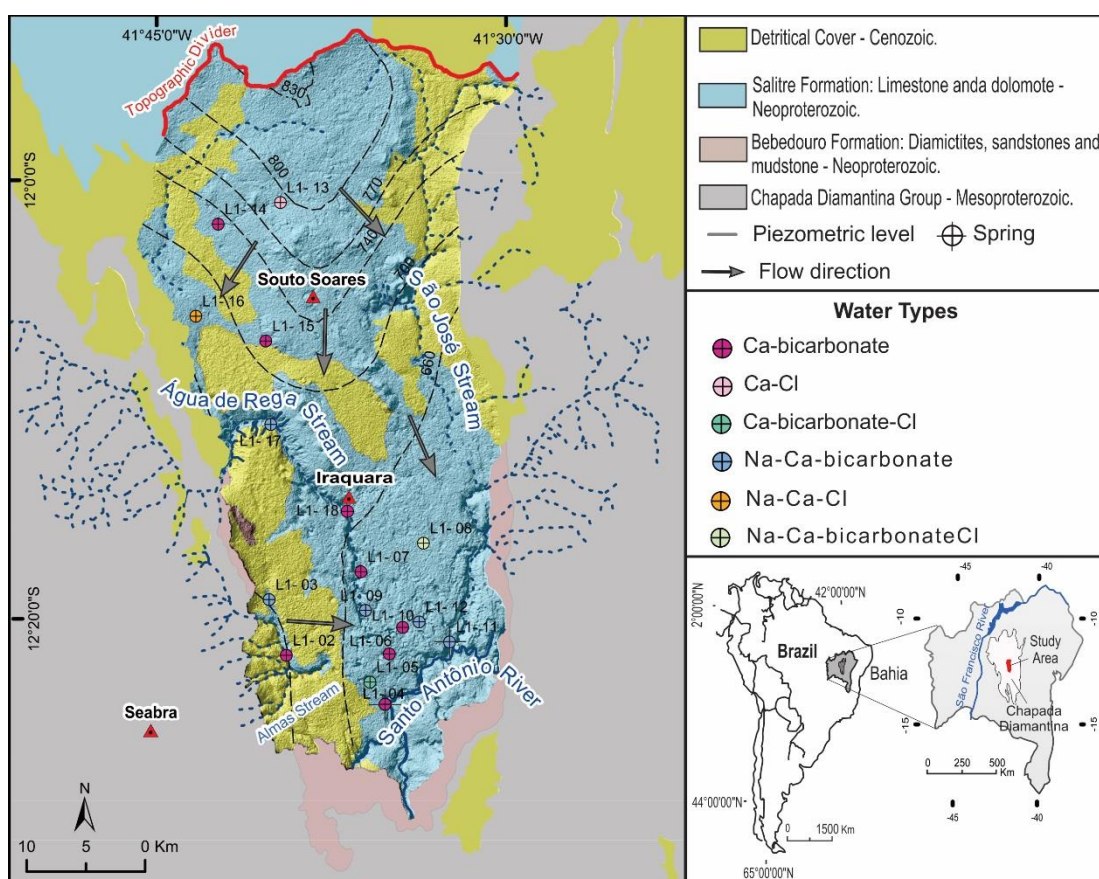 41°45'0"W
41°30'0"W
Topographic Divider
830
800
L1- 13
770
12°0'0"S
L1- 14
740
700
Souto Soares
São José Stream
L1- 16
L1- 15
660
Água de Rega Stream
L1- 17
Iraquara
L1- 18
L1- 08
L1- 07
L1- 03
L1- 09
L1- 12
12°20'0"S
L1- 10
L1- 11
L1- 02
L1- 06
L1- 05
L1- 04
Santo Antônio River
Almas Stream
Seabra
N
10 5 0 Km
Detritical Cover - Cenozoic.
Salitre Formation: Limestone anda dolomote -
Neoproterozoic.
Bebedouro Formation: Diamictites, sandstones and
mudstone - Neoproterozoic.
Chapada Diamantina Group - Mesoproterozoic.
Piezometric level
Spring
Flow direction
Water Types
Ca-bicarbonate
Ca-Cl
Ca-bicarbonate-Cl
Na-Ca-bicarbonate
Na-Ca-Cl
Na-Ca-bicarbonateCl
2°00'00"N
42°00'00"N
Brazil
Bahia
44°00'00"N
65°00'00"N
0 1500 Km
-45
-40
-10
São Francisco River
Study
Area
Chapada
Diamantina
-15
0 250 500
Km
-45
-40